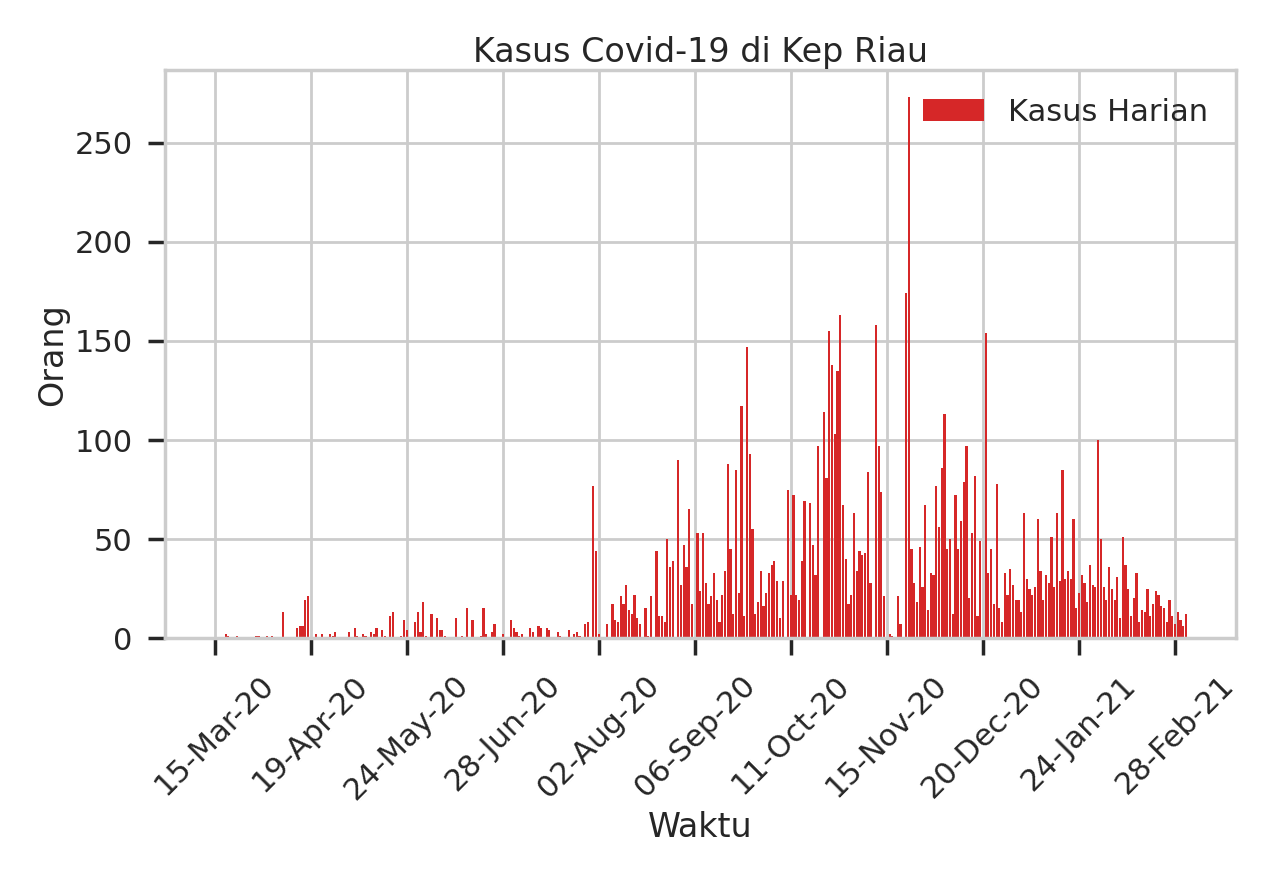 Kasus Covid-19 di Kep Riau
Kasus Harian
Orang
250
200
150
100
50
0
15-Mar-20
19-Apr-20
24-May-20
28-Jun-20
02-Aug-20
06-Sep-20
11-Oct-20
15-Nov-20
20-Dec-20
24-Jan-21
28-Feb-21
Waktu